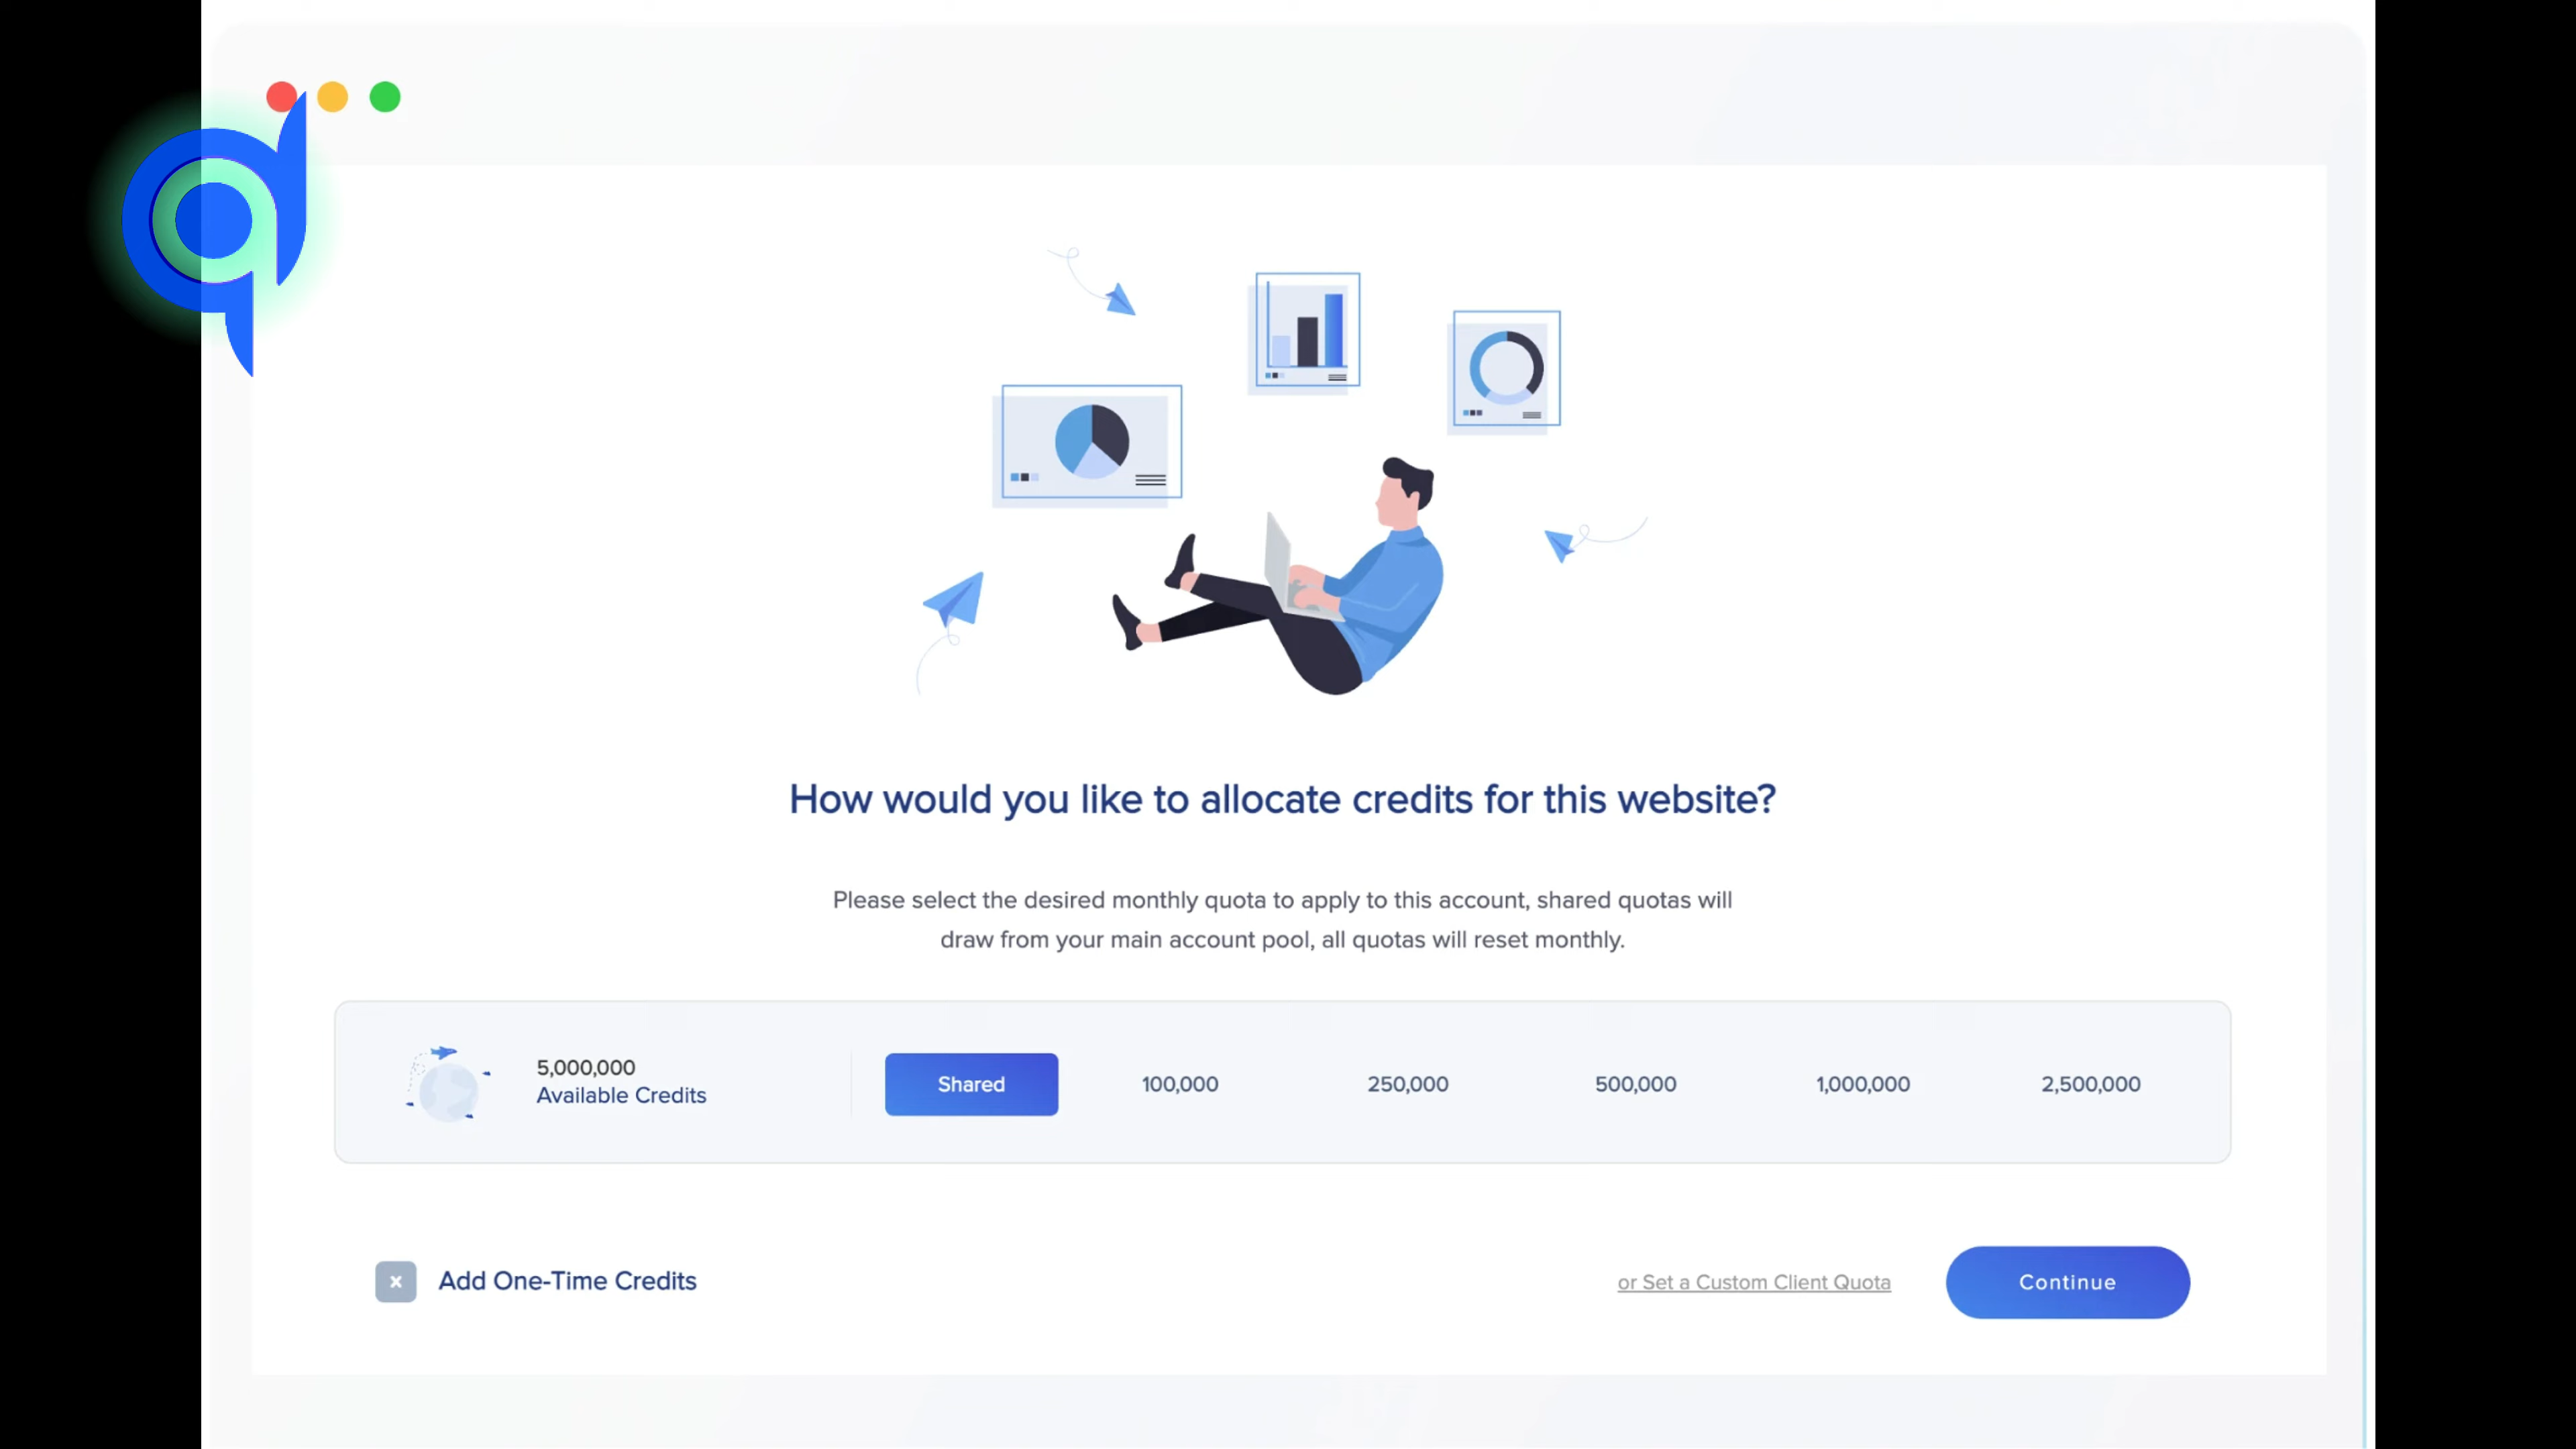 How would you like to allocate credits for this website?
Please select the desired monthly quota to apply to this account, shared quotas will
draw from your main account pool, all quotas will reset monthly.
5,000,000
Available Credits
Shared
100,000
250,000
500,000
1,000,000
2,500,000
Add One-Time Credits
or Set a Custom Client Quota
Continue